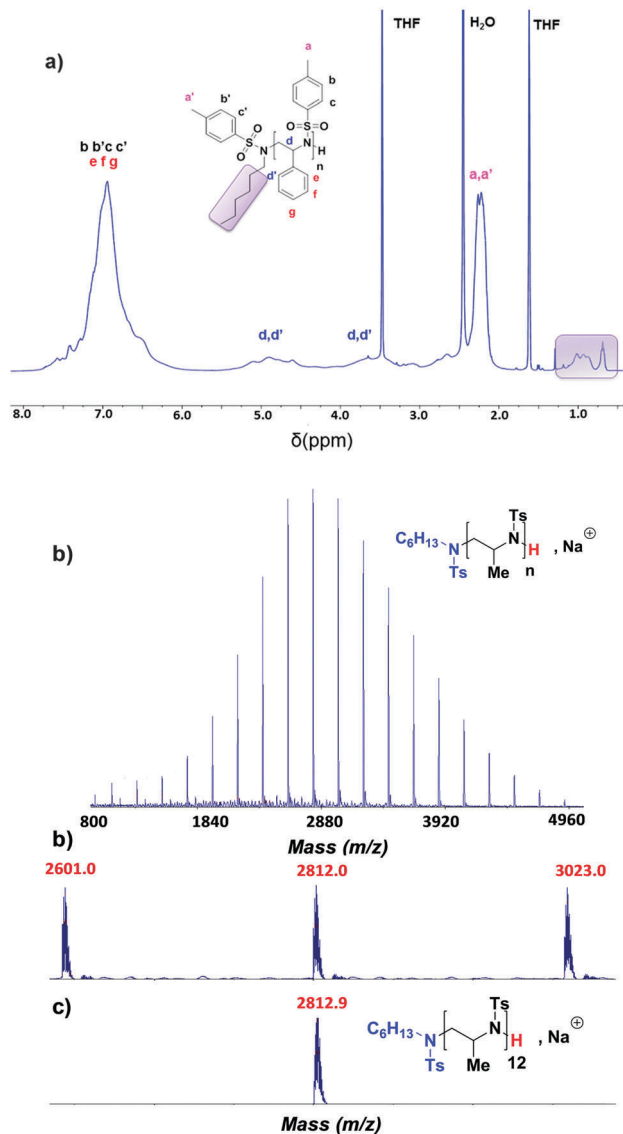 a)
THF
H₂O
THF
a
b
c
a'
b'
c'
O
S
O
O
S
O
N
d
N
H
n
d'
e
f
g
b b'c c'
e f g
a,a'
d,d'
d,d'
8.0 7.0 6.0 5.0 4.0 3.0 2.0 1.0
δ(ppm)
b)
Ts
C₆H₁₃
N
N
H
, Na⊕
Ts
Me
n
800 1840 2880 3920 4960
Mass (m/z)
b)
2601.0 2812.0 3023.0
c)
2812.9
Ts
C₆H₁₃
N
N
H
, Na⊕
Ts
Me
12
Mass (m/z)